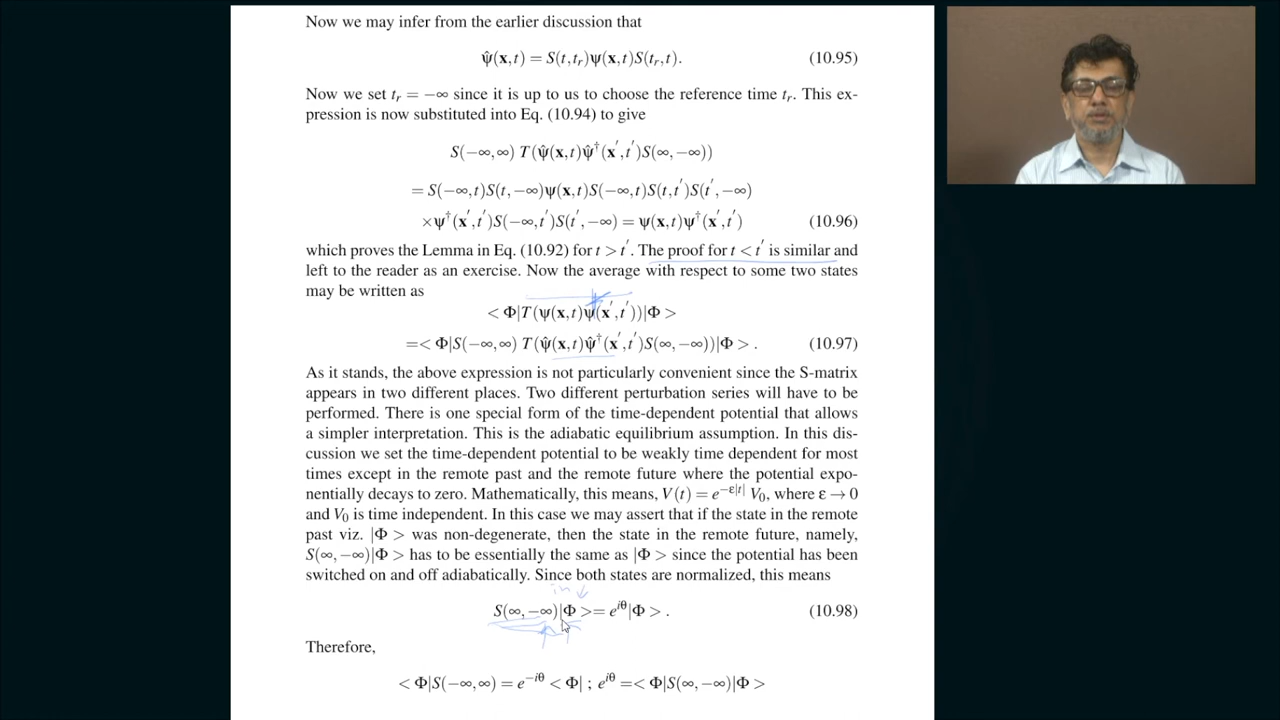 Now we may infer from the earlier discussion that
ψ̂(x,t) = S(t,t_r)ψ(x,t)S(t_r,t). (10.95)
Now we set t_r = −∞ since it is up to us to choose the reference time t_r. This ex-
pression is now substituted into Eq. (10.94) to give
S(−∞,∞) T(ψ̂(x,t)ψ̂†(x′,t′)S(∞,−∞))
= S(−∞,t)S(t,−∞)ψ(x,t)S(−∞,t)S(t,t′)S(t′,−∞)
×ψ†(x′,t′)S(−∞,t′)S(t′,−∞) = ψ(x,t)ψ†(x′,t′) (10.96)
which proves the Lemma in Eq. (10.92) for t > t′. The proof for t < t′ is similar and
left to the reader as an exercise. Now the average with respect to some two states
may be written as
< Φ|T(ψ(x,t)ψ(x′,t′))|Φ >
=< Φ|S(−∞,∞) T(ψ̂(x,t)ψ̂†(x′,t′)S(∞,−∞))|Φ > . (10.97)
As it stands, the above expression is not particularly convenient since the S-matrix
appears in two different places. Two different perturbation series will have to be
performed. There is one special form of the time-dependent potential that allows
a simpler interpretation. This is the adiabatic equilibrium assumption. In this dis-
cussion we set the time-dependent potential to be weakly time dependent for most
times except in the remote past and the remote future where the potential expo-
nentially decays to zero. Mathematically, this means, V(t) = e^{−ε|t|} V₀, where ε → 0
and V₀ is time independent. In this case we may assert that if the state in the remote
past viz. |Φ > was non-degenerate, then the state in the remote future, namely,
S(∞,−∞)|Φ > has to be essentially the same as |Φ > since the potential has been
switched on and off adiabatically. Since both states are normalized, this means
S(∞,−∞)|Φ >= e^{iθ}|Φ > . (10.98)
Therefore,
< Φ|S(−∞,∞) = e^{−iθ} < Φ| ; e^{iθ} =< Φ|S(∞,−∞)|Φ >